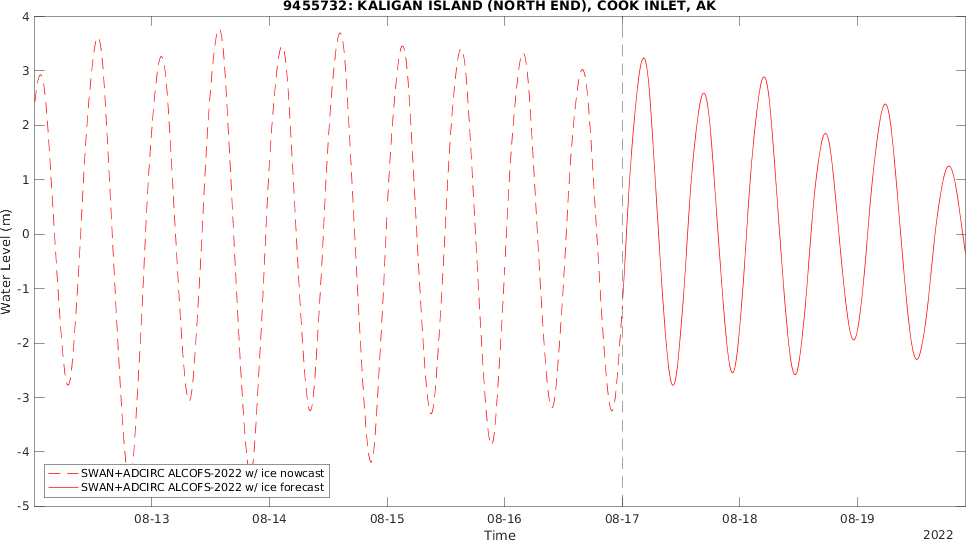 9455732: KALIGAN ISLAND (NORTH END), COOK INLET, AK
4
3
2
1
0
-1
-2
-3
-4
-5
Water Level (m)
SWAN+ADCIRC ALCOFS-2022 w/ ice nowcast
SWAN+ADCIRC ALCOFS-2022 w/ ice forecast
08-13 08-14 08-15 08-16 08-17 08-18 08-19
Time
2022